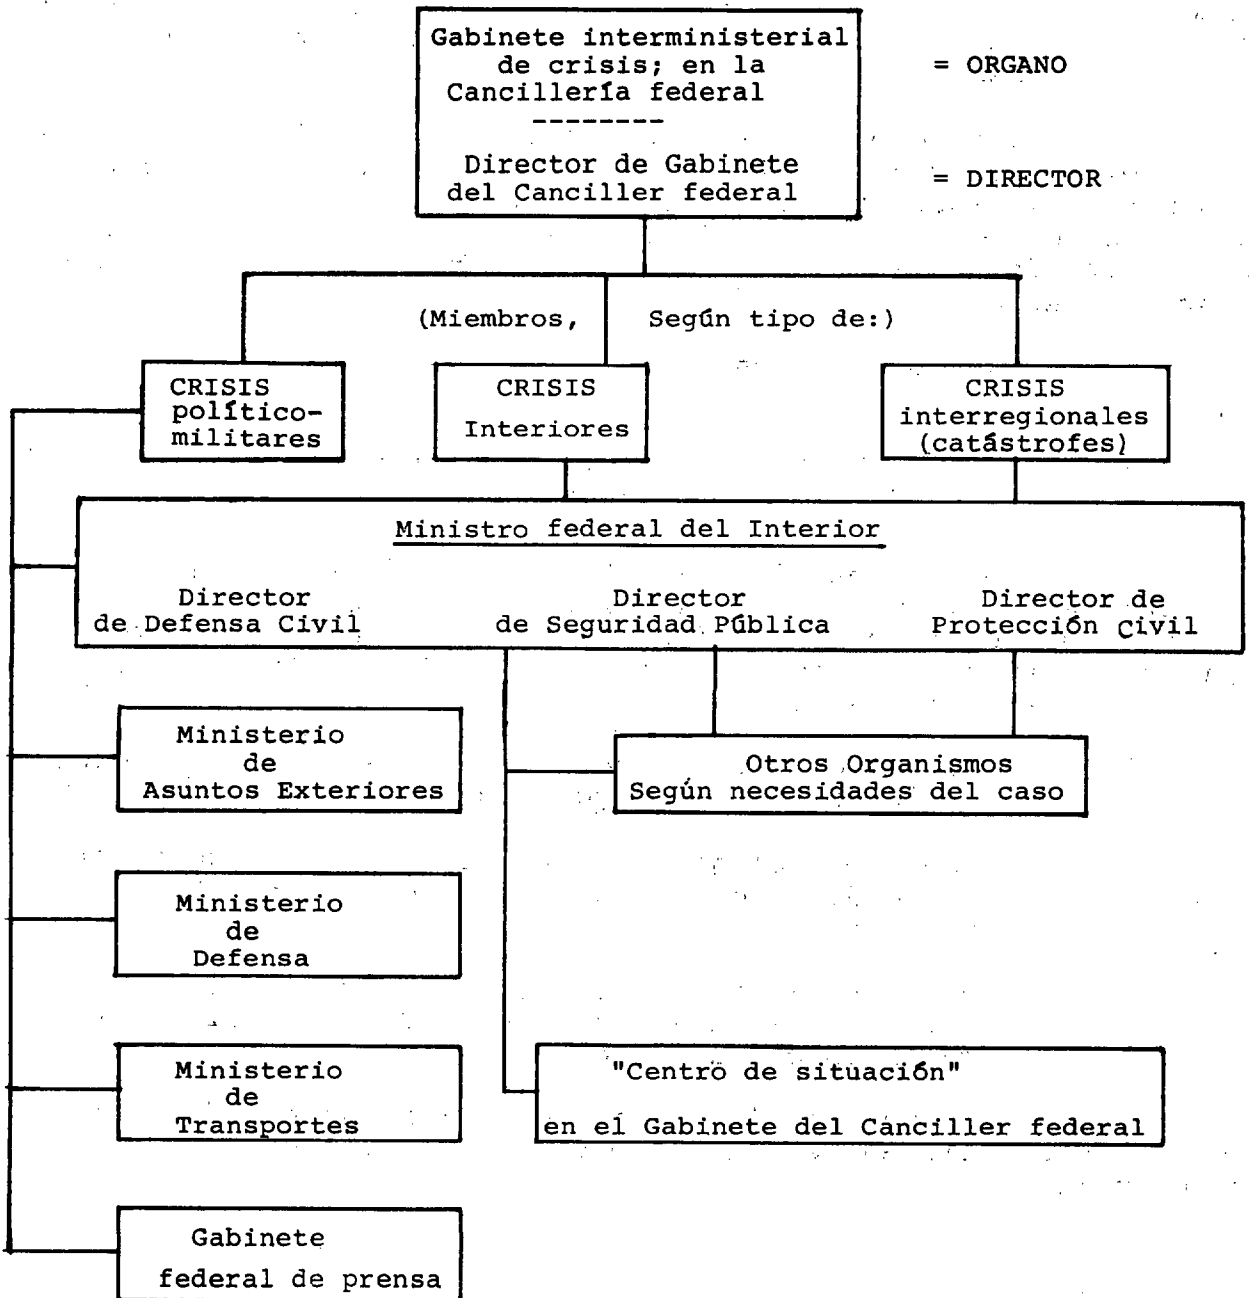 Gabinete interministerial
de crisis; en la
Cancillería federal
--------
Director de Gabinete
del Canciller federal
= ORGANO
= DIRECTOR
(Miembros, Según tipo de:)
CRISIS
político-
militares
CRISIS
Interiores
CRISIS
interregionales
(catástrofes)
Ministro federal del Interior
Director
de Defensa Civil
Director
de Seguridad Pública
Director de
Protección Civil
Ministerio
de
Asuntos Exteriores
Otros Organismos
Según necesidades del caso
Ministerio
de
Defensa
Ministerio
de
Transportes
"Centro de situación"
en el Gabinete del Canciller federal
Gabinete
federal de prensa